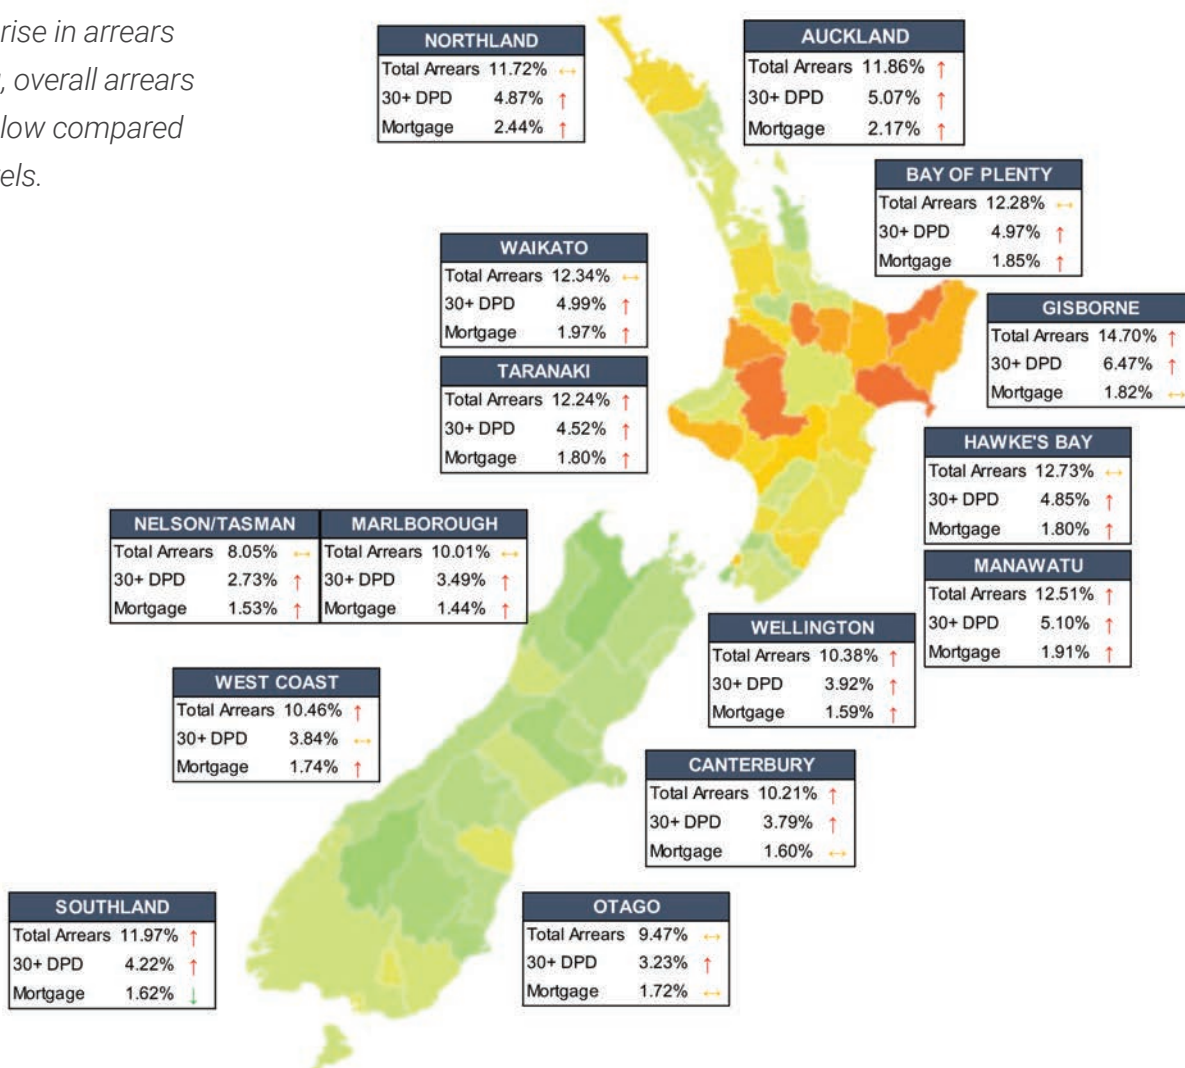 rise in arrears
, overall arrears
low compared
els.
NORTHLAND
Total Arrears 11.72% ↔
30+ DPD 4.87% ↑
Mortgage 2.44% ↑
AUCKLAND
Total Arrears 11.86% ↑
30+ DPD 5.07% ↑
Mortgage 2.17% ↑
BAY OF PLENTY
Total Arrears 12.28% ↔
30+ DPD 4.97% ↑
Mortgage 1.85% ↑
WAIKATO
Total Arrears 12.34% ↔
30+ DPD 4.99% ↑
Mortgage 1.97% ↑
GISBORNE
Total Arrears 14.70% ↑
30+ DPD 6.47% ↑
Mortgage 1.82% ↔
TARANAKI
Total Arrears 12.24% ↑
30+ DPD 4.52% ↑
Mortgage 1.80% ↑
HAWKE'S BAY
Total Arrears 12.73% ↔
30+ DPD 4.85% ↑
Mortgage 1.80% ↑
NELSON/TASMAN
Total Arrears 8.05% ↔
30+ DPD 2.73% ↑
Mortgage 1.53% ↑
MARLBOROUGH
Total Arrears 10.01% ↔
30+ DPD 3.49% ↑
Mortgage 1.44% ↑
MANAWATU
Total Arrears 12.51% ↑
30+ DPD 5.10% ↑
Mortgage 1.91% ↑
WELLINGTON
Total Arrears 10.38% ↑
30+ DPD 3.92% ↑
Mortgage 1.59% ↑
WEST COAST
Total Arrears 10.46% ↑
30+ DPD 3.84% ↔
Mortgage 1.74% ↑
CANTERBURY
Total Arrears 10.21% ↑
30+ DPD 3.79% ↑
Mortgage 1.60% ↔
SOUTHLAND
Total Arrears 11.97% ↑
30+ DPD 4.22% ↑
Mortgage 1.62% ↓
OTAGO
Total Arrears 9.47% ↔
30+ DPD 3.23% ↑
Mortgage 1.72% ↔